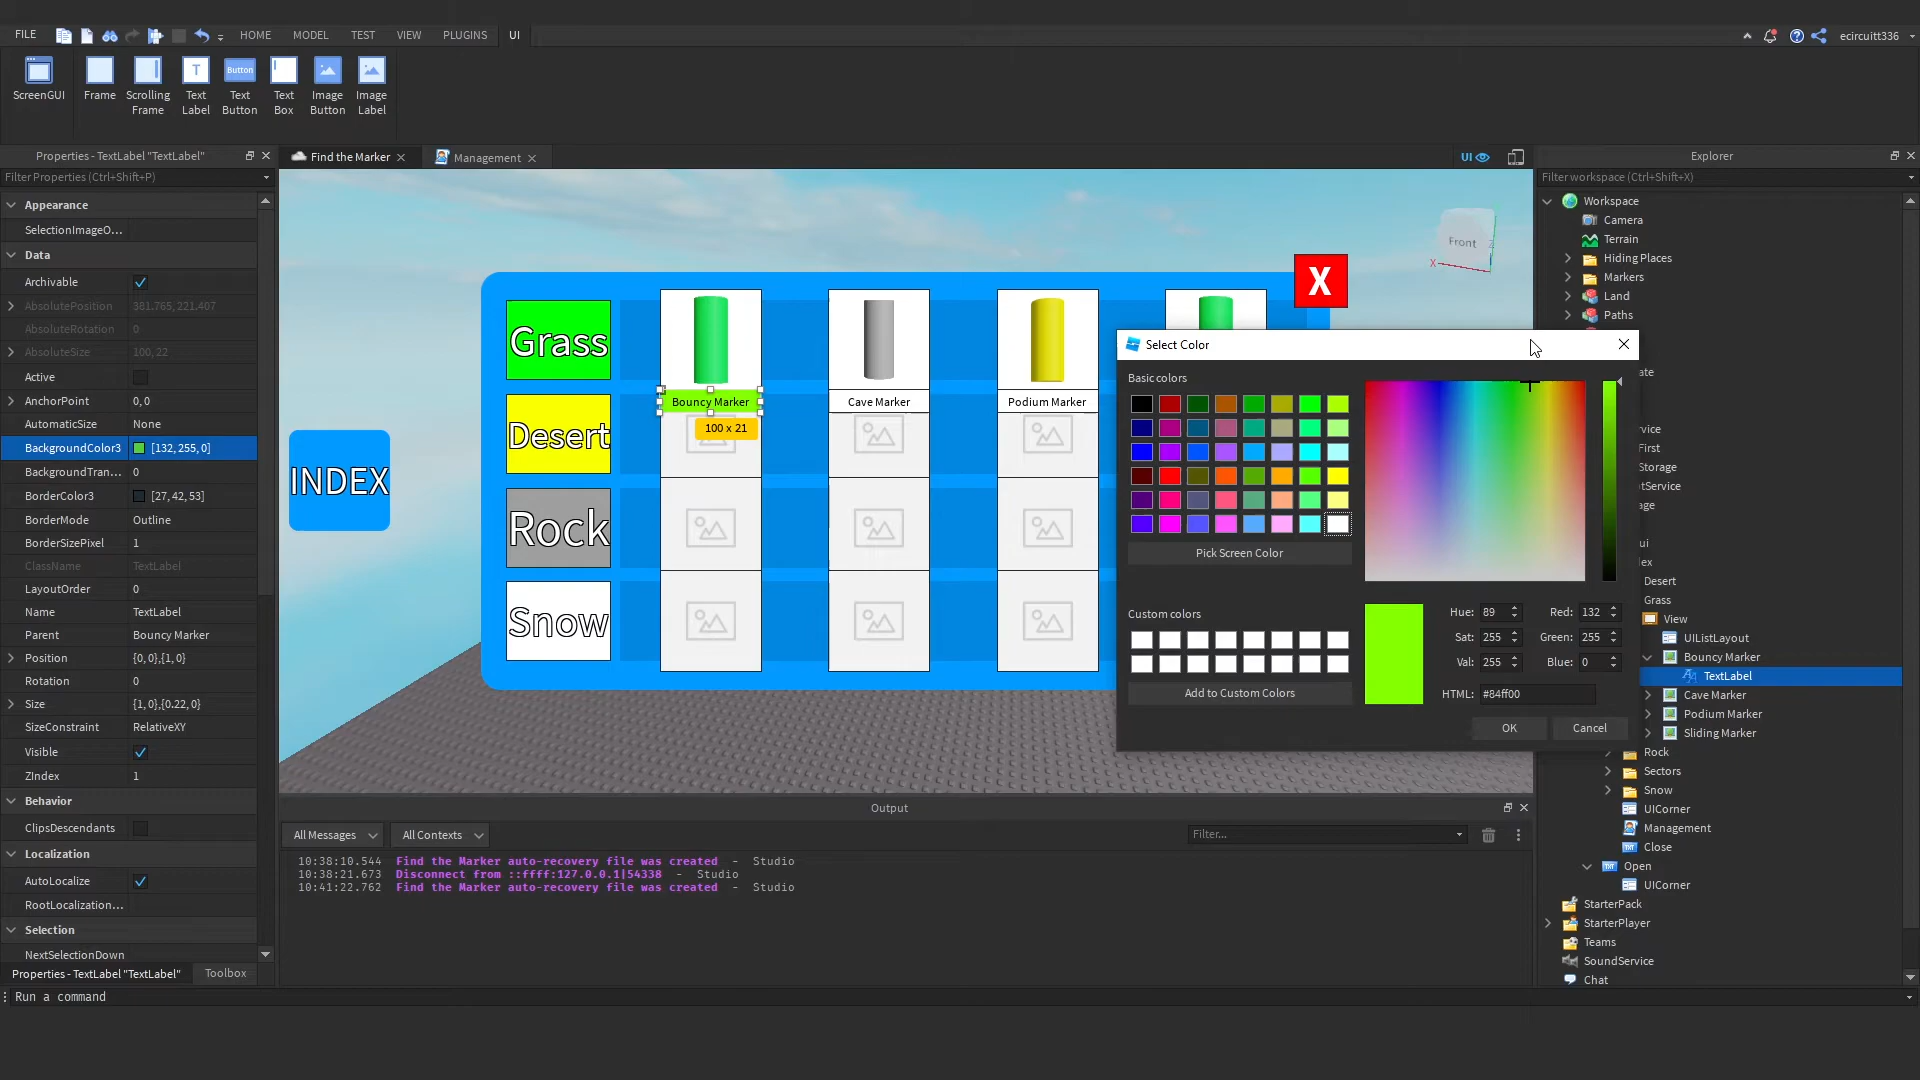 FILE
HOME
MODEL
TEST
VIEW
PLUGINS
UI
ecircuitt336
ScreenGUI
Frame
Scrolling
Frame
Text
Label
Button
Text
Button
Text
Box
Image
Button
Image
Label
Properties - TextLabel "TextLabel"
Filter Properties (Ctrl+Shift+P)
Appearance
SelectionImageO...
Data
Archivable
AbsolutePosition 381.765, 221.407
AbsoluteRotation 0
AbsoluteSize 100, 22
Active
AnchorPoint 0, 0
AutomaticSize None
BackgroundColor3 [132, 255, 0]
BackgroundTran... 0
BorderColor3 [27, 42, 53]
BorderMode Outline
BorderSizePixel 1
ClassName TextLabel
LayoutOrder 0
Name TextLabel
Parent Bouncy Marker
Position {0, 0},{1, 0}
Rotation 0
Size {1, 0},{0.22, 0}
SizeConstraint RelativeXY
Visible
ZIndex 1
Behavior
ClipsDescendants
Localization
AutoLocalize
RootLocalization...
Selection
NextSelectionDown
Properties - TextLabel "TextLabel"
Toolbox
Run a command
Find the Marker
Management
UI
Front
X
Z
X
INDEX
Grass
Desert
Rock
Snow
Bouncy Marker
100 x 21
Cave Marker
Podium Marker
Select Color
Basic colors
Pick Screen Color
Custom colors
Add to Custom Colors
Hue: 89 Red: 132
Sat: 255 Green: 255
Val: 255 Blue: 0
HTML: #84ff00
OK
Cancel
Output
All Messages
All Contexts
Filter...
10:38:10.544 Find the Marker auto-recovery file was created - Studio
10:38:21.673 Disconnect from ::ffff:127.0.0.1|54338 - Studio
10:41:22.762 Find the Marker auto-recovery file was created - Studio
Explorer
Filter workspace (Ctrl+Shift+X)
Workspace
Camera
Terrain
Hiding Places
Markers
Land
Paths
ate
vice
First
Storage
ntService
age
ui
ex
Desert
Grass
View
UIListLayout
Bouncy Marker
TextLabel
Cave Marker
Podium Marker
Sliding Marker
Rock
Sectors
Snow
UICorner
Management
Close
Open
UICorner
StarterPack
StarterPlayer
Teams
SoundService
Chat